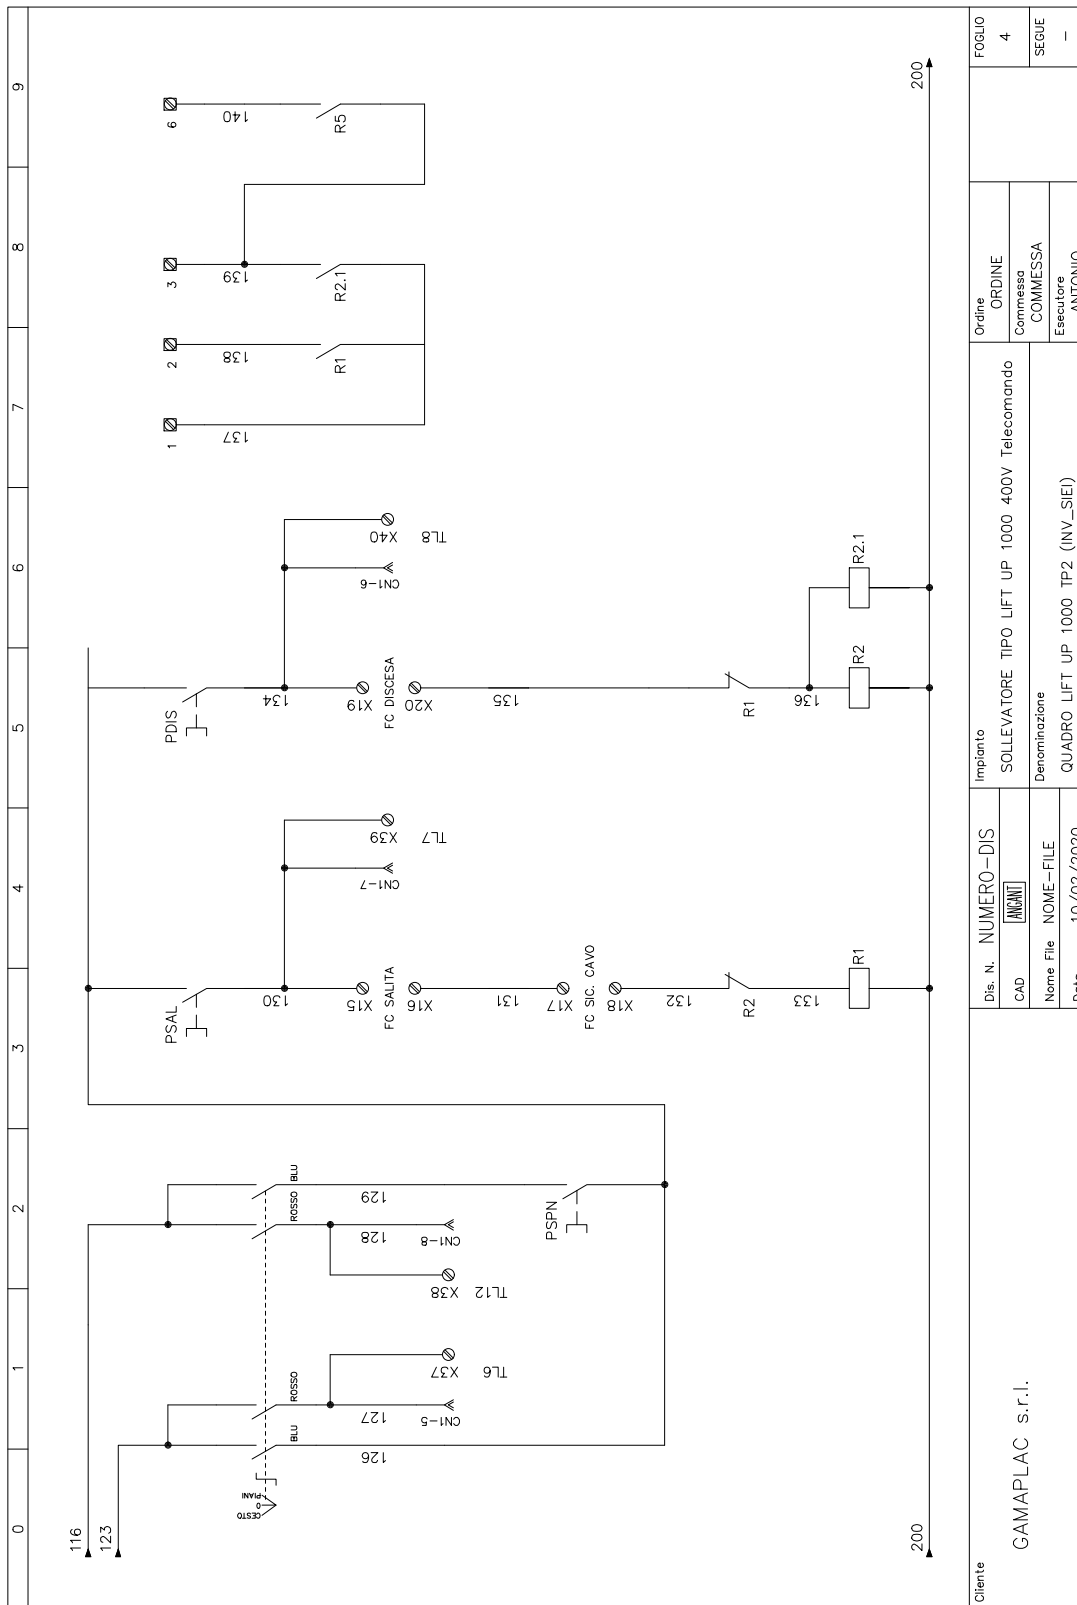 0 1 2 3 4 5 6 7 8 9
116
123
CESTO
0
PIANI
BLU
ROSSO
ROSSO
BLU
126
127
128
129
CN1-5
X37
TL6
X38
TL12
CN1-8
PSPN
PSAL
130
X15
FC SALITA
X16
131
X17
FC SIC. CAVO
X18
132
R2
133
R1
CN1-7
X39
TL7
PDIS
134
X19
FC DISCESA
X20
135
R1
136
R2
R2.1
CN1-6
X40
TL8
1
137
2
138
R1
3
139
R2.1
6
140
R5
200
200
Cliente
GAMAPLAC s.r.l.
Dis. N. NUMERO-DIS
CAD ANGANT
Nome File NOME-FILE
Impianto
SOLLEVATORE TIPO LIFT UP 1000 400V Telecomando
Denominazione
QUADRO LIFT UP 1000 TP2 (INV_SIEI)
Ordine
ORDINE
Commessa
COMMESSA
Esecutore
ANTONIO
FOGLIO
4
SEGUE
-